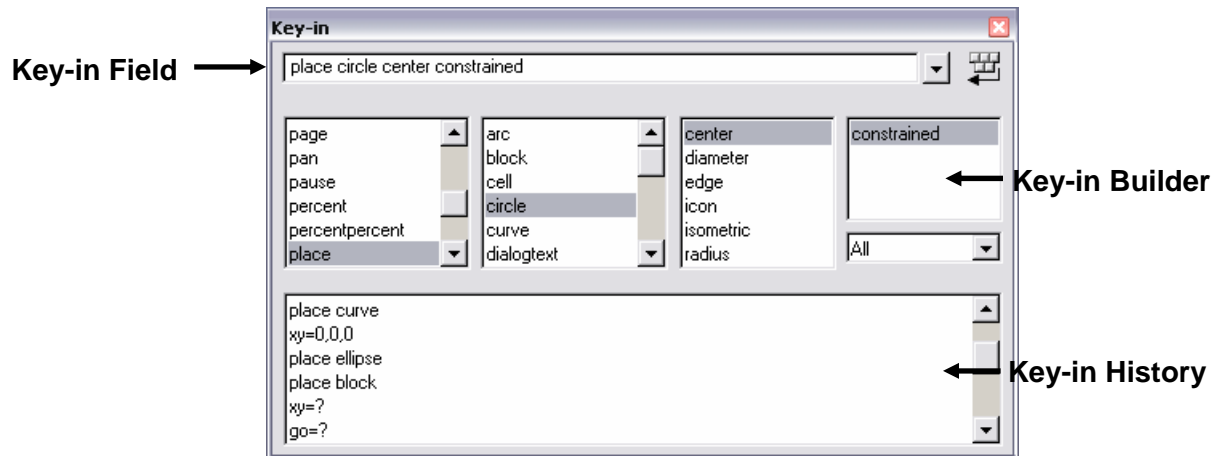 Key-in
Key-in Field
place circle center constrained
page
pan
pause
percent
percentpercent
place
arc
block
cell
circle
curve
dialogtext
center
diameter
edge
icon
isometric
radius
constrained
All
Key-in Builder
place curve
xy=0,0,0
place ellipse
place block
xy=?
go=?
Key-in History